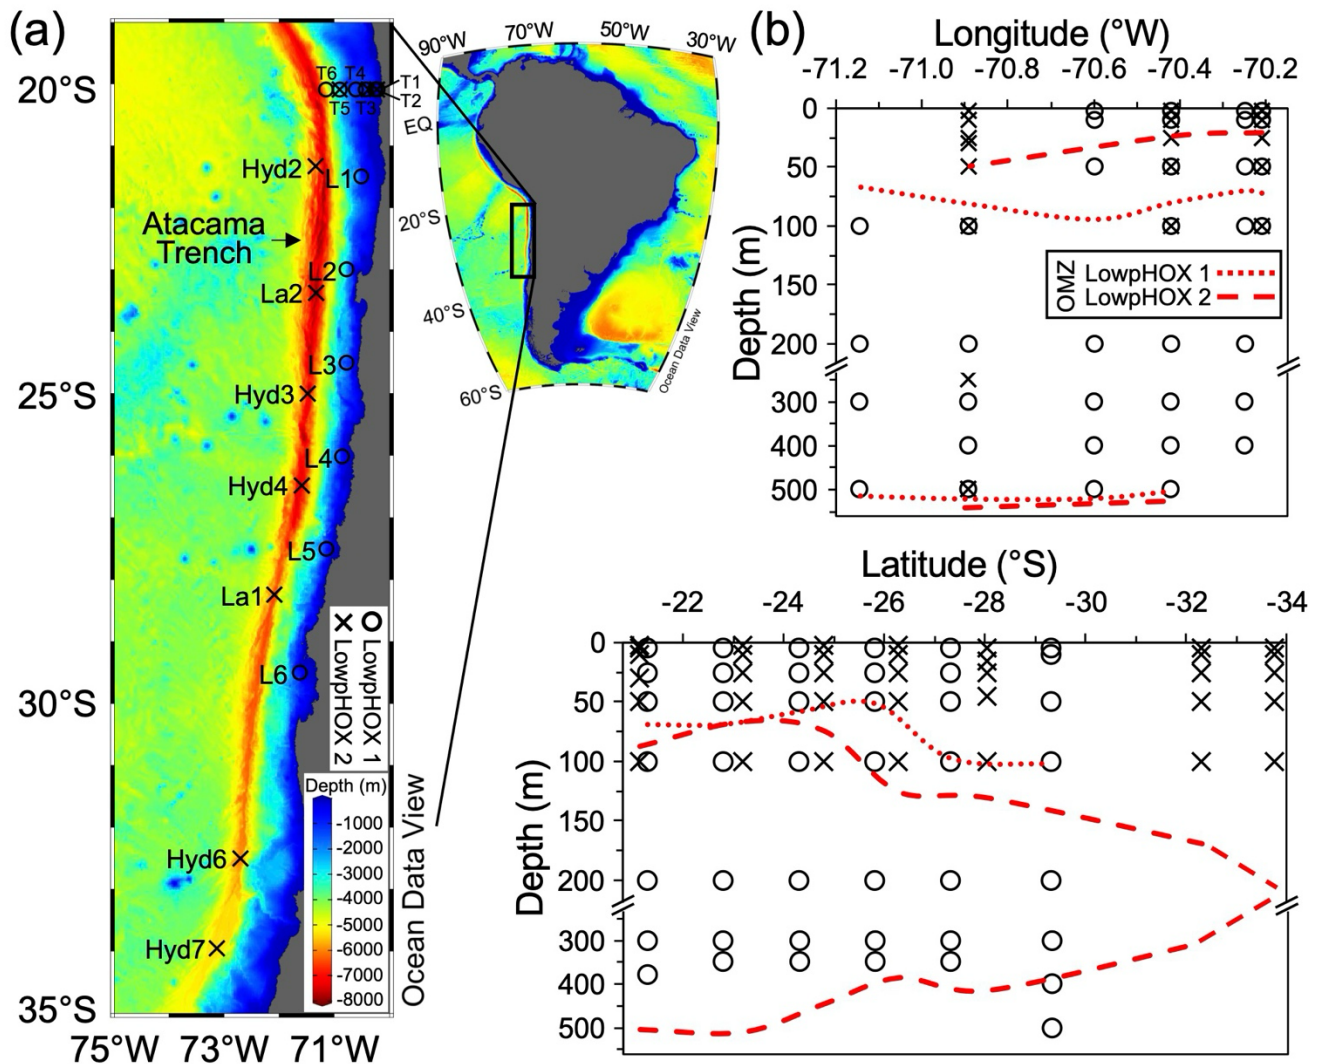 (a)
20°S
25°S
30°S
35°S
75°W 73°W 71°W
T6 T4 T1
T5 T3 T2
Hyd2
L1
Atacama
Trench
L2
La2
L3
Hyd3
L4
Hyd4
L5
La1
L6
Hyd6
Hyd7
LowpHOX 1
LowpHOX 2
Depth (m)
-1000
-2000
-3000
-4000
-5000
-6000
-7000
-8000
Ocean Data View
90°W 70°W 50°W 30°W
EQ
20°S
40°S
60°S
Ocean Data View
(b)
Longitude (°W)
-71.2 -71.0 -70.8 -70.6 -70.4 -70.2
Depth (m)
0
50
100
150
200
300
400
500
OMZ
LowpHOX 1
LowpHOX 2
Latitude (°S)
-22 -24 -26 -28 -30 -32 -34
Depth (m)
0
50
100
150
200
300
400
500